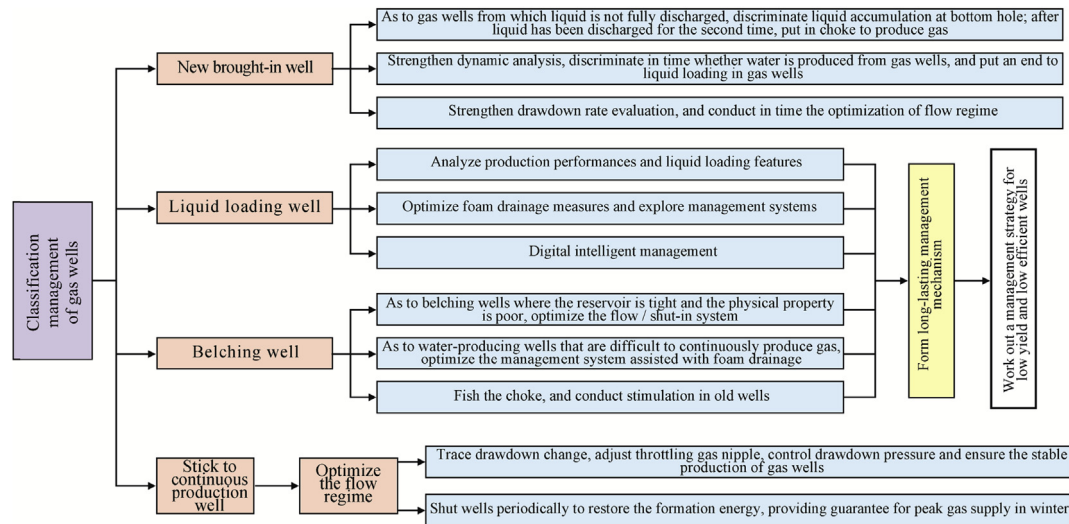 Classification
management
of gas wells
New brought-in well
As to gas wells from which liquid is not fully discharged, discriminate liquid accumulation at bottom hole; after
liquid has been discharged for the second time, put in choke to produce gas
Strengthen dynamic analysis, discriminate in time whether water is produced from gas wells, and put an end to
liquid loading in gas wells
Strengthen drawdown rate evaluation, and conduct in time the optimization of flow regime
Liquid loading well
Analyze production performances and liquid loading features
Optimize foam drainage measures and explore management systems
Digital intelligent management
Belching well
As to belching wells where the reservoir is tight and the physical property
is poor, optimize the flow / shut-in system
As to water-producing wells that are difficult to continuously produce gas,
optimize the management system assisted with foam drainage
Fish the choke, and conduct stimulation in old wells
Form long-lasting management
mechanism
Work out a management strategy for
low yield and low efficient wells
Stick to
continuous
production
well
Optimize
the flow
regime
Trace drawdown change, adjust throttling gas nipple, control drawdown pressure and ensure the stable
production of gas wells
Shut wells periodically to restore the formation energy, providing guarantee for peak gas supply in winter